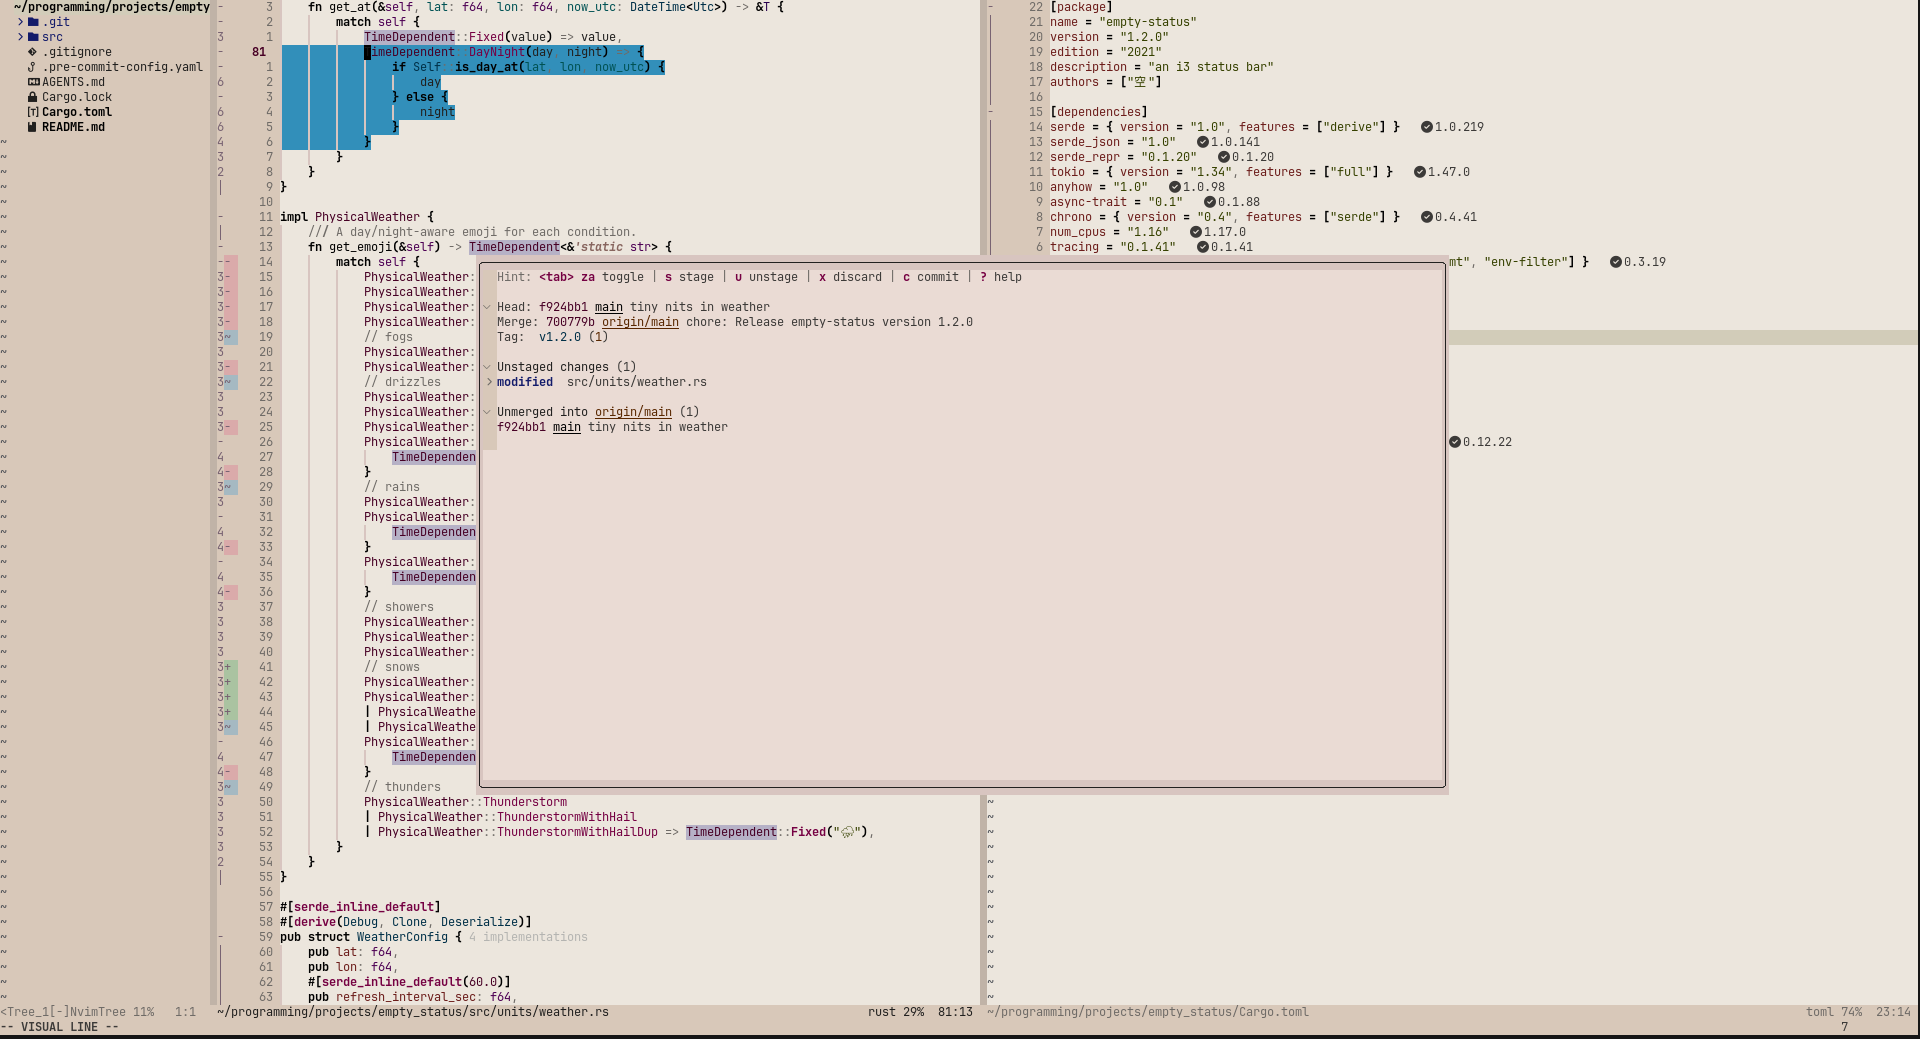 ~/programming/projects/empty
.git
src
.gitignore
.pre-commit-config.yaml
AGENTS.md
Cargo.lock
Cargo.toml
README.md
3 fn get_at(&self, lat: f64, lon: f64, now_utc: DateTime<Utc>) -> &T {
2 match self {
1 TimeDependent::Fixed(value) => value,
81 TimeDependent::DayNight(day, night) => {
1 if Self::is_day_at(lat, lon, now_utc) {
2 day
3 } else {
4 night
5 }
6 }
7 }
8 }
9 }
10
11 impl PhysicalWeather {
12 /// A day/night-aware emoji for each condition.
13 fn get_emoji(&self) -> TimeDependent<&'static str> {
14 match self {
15 PhysicalWeather:
16 PhysicalWeather:
17 PhysicalWeather:
18 PhysicalWeather:
19 // fogs
20 PhysicalWeather:
21 PhysicalWeather:
22 // drizzles
23 PhysicalWeather:
24 PhysicalWeather:
25 PhysicalWeather:
26 PhysicalWeather:
27 TimeDependen
28 }
29 // rains
30 PhysicalWeather:
31 PhysicalWeather:
32 TimeDependen
33 }
34 PhysicalWeather:
35 TimeDependen
36 }
37 // showers
38 PhysicalWeather:
39 PhysicalWeather:
40 PhysicalWeather:
41 // snows
42 PhysicalWeather:
43 PhysicalWeather:
44 | PhysicalWeathe
45 | PhysicalWeathe
46 PhysicalWeather:
47 TimeDependen
48 }
49 // thunders
50 PhysicalWeather::Thunderstorm
51 | PhysicalWeather::ThunderstormWithHail
52 | PhysicalWeather::ThunderstormWithHailDup => TimeDependent::Fixed("⛈"),
53 }
54 }
55 }
56
57 #[serde_inline_default]
58 #[derive(Debug, Clone, Deserialize)]
59 pub struct WeatherConfig { 4 implementations
60 pub lat: f64,
61 pub lon: f64,
62 #[serde_inline_default(60.0)]
63 pub refresh_interval_sec: f64,
Hint: <tab> za toggle | s stage | u unstage | x discard | c commit | ? help
Head: f924bb1 main tiny nits in weather
Merge: 700779b origin/main chore: Release empty-status version 1.2.0
Tag: v1.2.0 (1)
Unstaged changes (1)
modified src/units/weather.rs
Unmerged into origin/main (1)
f924bb1 main tiny nits in weather
22 [package]
21 name = "empty-status"
20 version = "1.2.0"
19 edition = "2021"
18 description = "an i3 status bar"
17 authors = ["空"]
16
15 [dependencies]
14 serde = { version = "1.0", features = ["derive"] } 1.0.219
13 serde_json = "1.0" 1.0.141
12 serde_repr = "0.1.20" 0.1.20
11 tokio = { version = "1.34", features = ["full"] } 1.47.0
10 anyhow = "1.0" 1.0.98
9 async-trait = "0.1" 0.1.88
8 chrono = { version = "0.4", features = ["serde"] } 0.4.41
7 num_cpus = "1.16" 1.17.0
6 tracing = "0.1.41" 0.1.41
mt", "env-filter"] } 0.3.19
0.12.22
<Tree_1[-]NvimTree 11% 1:1 ~/programming/projects/empty_status/src/units/weather.rs rust 29% 81:13 ~/programming/projects/empty_status/Cargo.toml toml 74% 23:14
-- VISUAL LINE -- 7